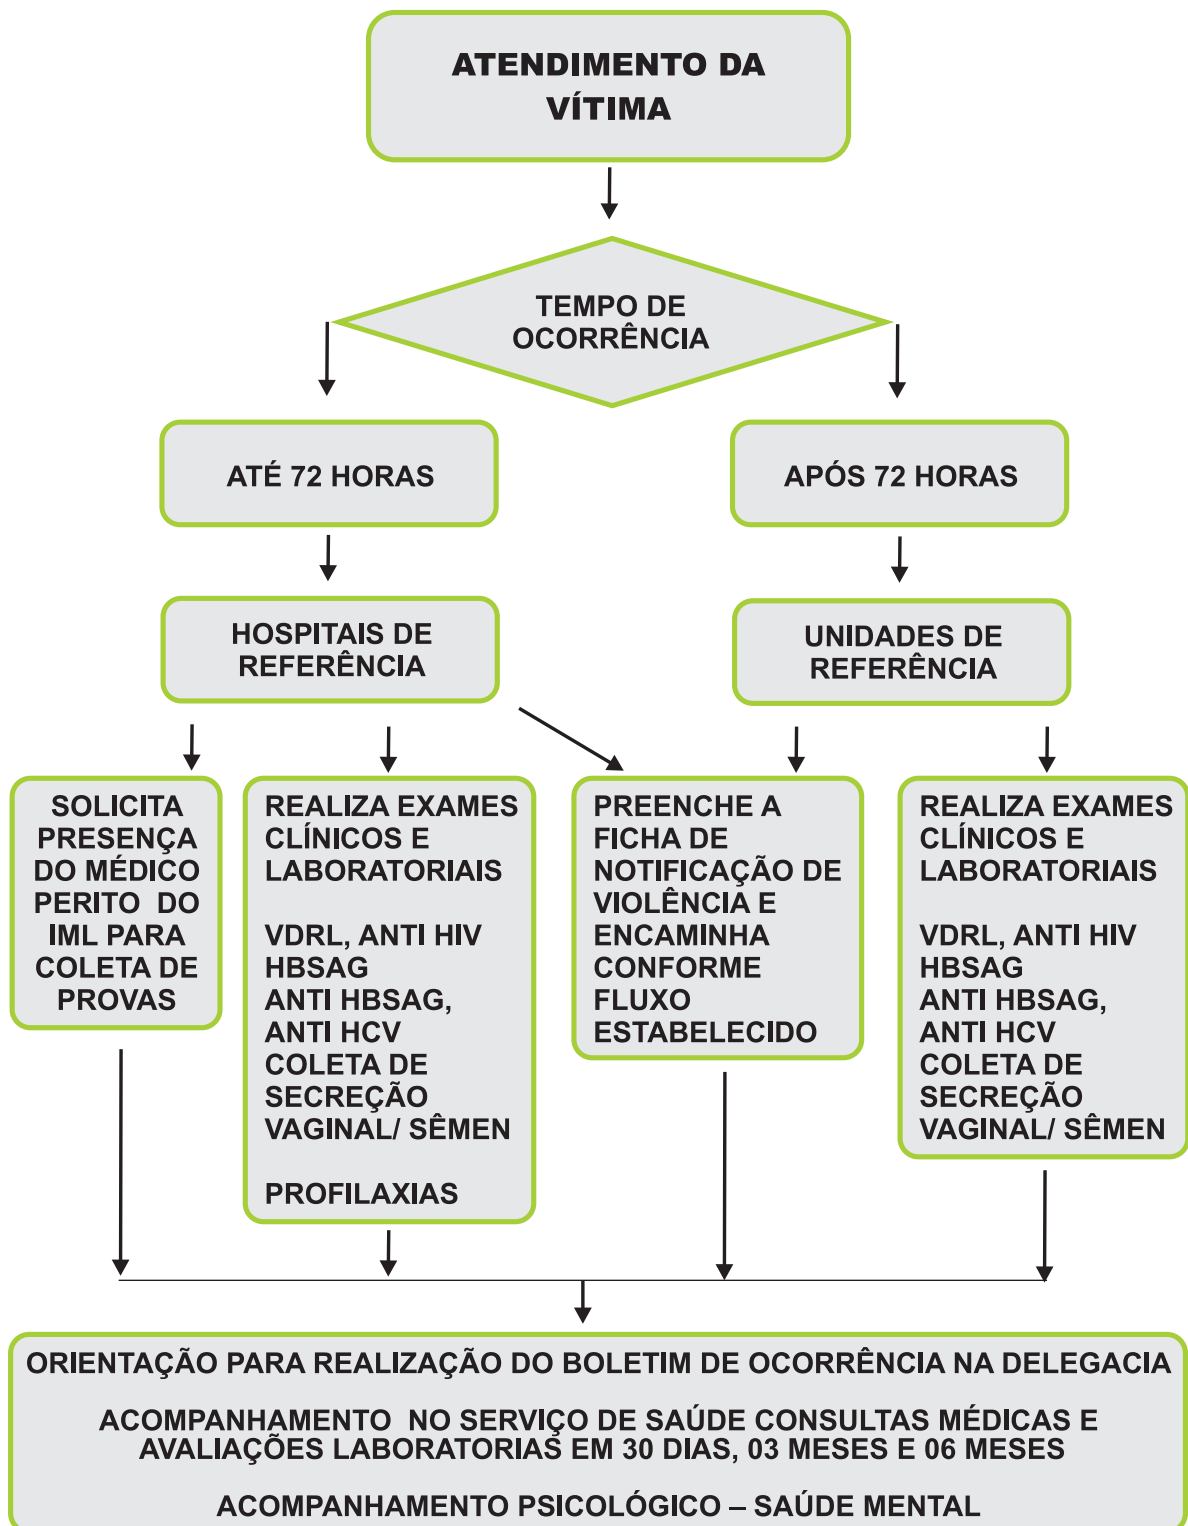 ATENDIMENTO DA
VÍTIMA
TEMPO DE
OCORRÊNCIA
ATÉ 72 HORAS
APÓS 72 HORAS
HOSPITAIS DE
REFERÊNCIA
UNIDADES DE
REFERÊNCIA
SOLICITA
PRESENÇA
DO MÉDICO
PERITO DO
IML PARA
COLETA DE
PROVAS
REALIZA EXAMES
CLÍNICOS E
LABORATORIAIS
VDRL, ANTI HIV
HBSAG
ANTI HBSAG,
ANTI HCV
COLETA DE
SECREÇÃO
VAGINAL/ SÊMEN
PROFILAXIAS
PREENCHE A
FICHA DE
NOTIFICAÇÃO DE
VIOLÊNCIA E
ENCAMINHA
CONFORME
FLUXO
ESTABELECIDO
REALIZA EXAMES
CLÍNICOS E
LABORATORIAIS
VDRL, ANTI HIV
HBSAG
ANTI HBSAG,
ANTI HCV
COLETA DE
SECREÇÃO
VAGINAL/ SÊMEN
ORIENTAÇÃO PARA REALIZAÇÃO DO BOLETIM DE OCORRÊNCIA NA DELEGACIA
ACOMPANHAMENTO NO SERVIÇO DE SAÚDE CONSULTAS MÉDICAS E
AVALIAÇÕES LABORATORIAS EM 30 DIAS, 03 MESES E 06 MESES
ACOMPANHAMENTO PSICOLÓGICO – SAÚDE MENTAL